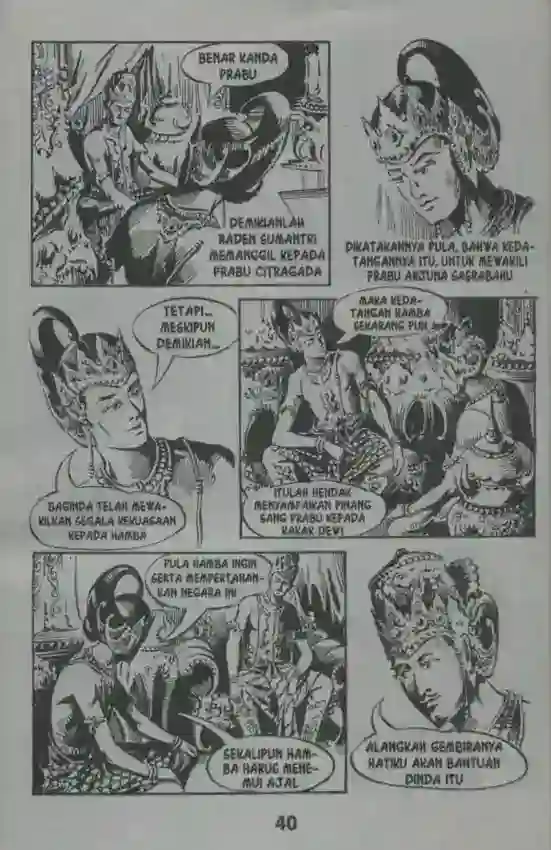 BENAR KANDA
PRABU
DEMIKIANLAH
RADEN SUMANTRI
MEMANGGIL KEPADA
PRABU CITRAGADA
DIKATAKANNYA PULA, BAHWA KEDA-
TANGANNYA ITU, UNTUK MEWAKILI
PRABU ARJUNA SASRABAHU
TETAPI...
MESKIPUN
DEMIKIAN...
BAGINDA TELAH MEWA-
KILKAN SEGALA KEKUASAAN
KEPADA HAMBA
MAKA KEDA-
TANGAN HAMBA
SEKARANG PUN
ITULAH HENDAK
MENYAMPAIKAN PINANG
SANG PRABU KEPADA
KAKAK DEWI
PULA HAMBA INGIN
SERTA MEMPERTAHAN-
KAN NEGARA INI
SEKALIPUN HAM-
BA HARUS MENE-
MUI AJAL
ALANGKAH GEMBIRANYA
HATIKU AKAN BANTUAN
DINDA ITU
40